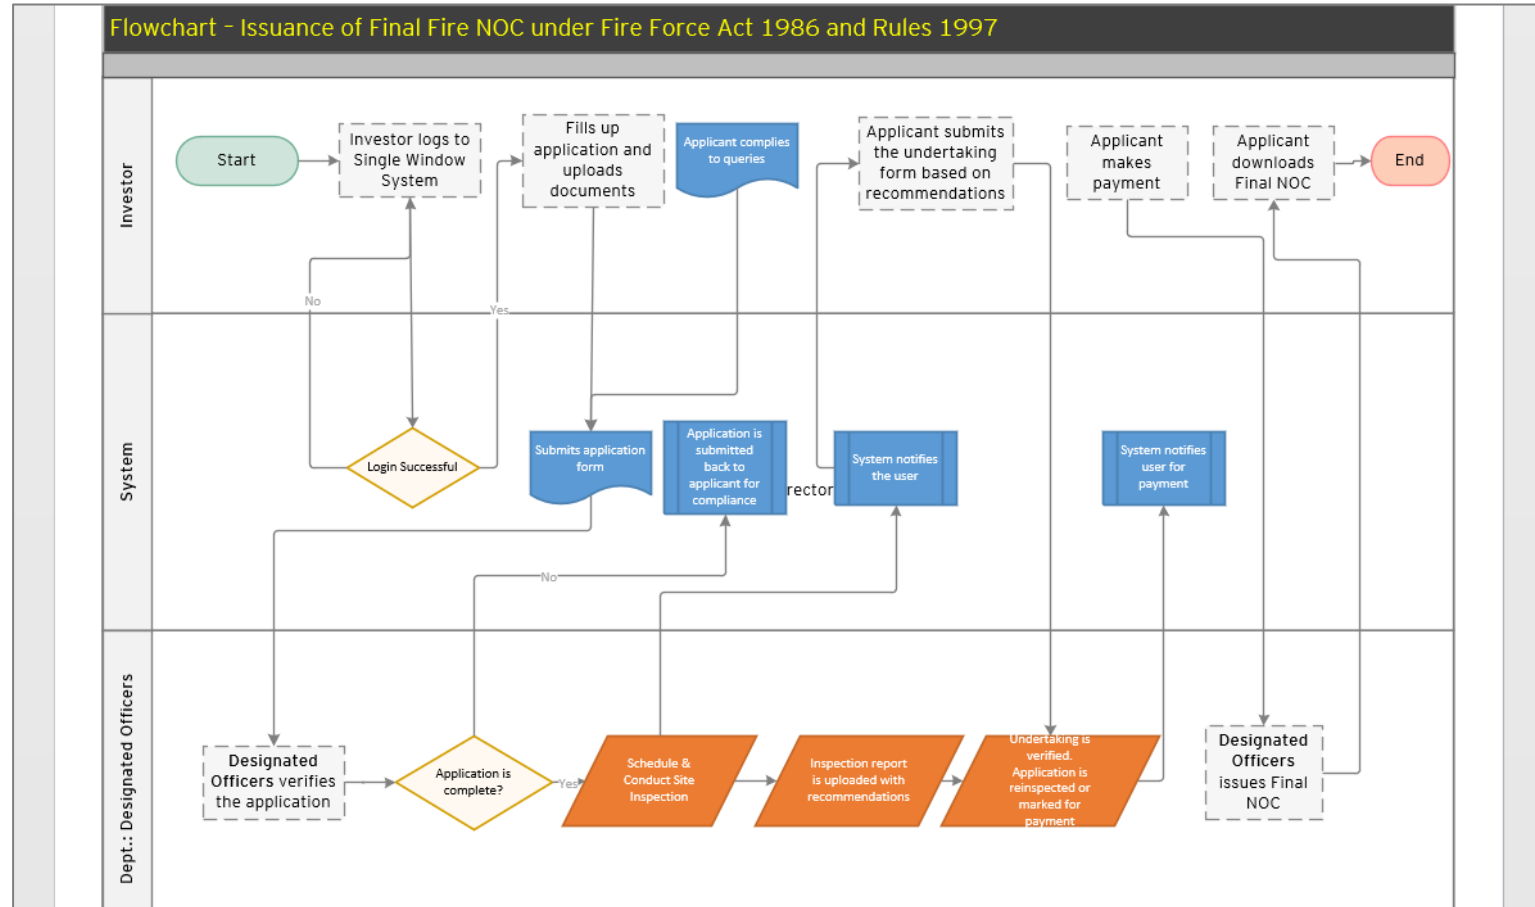 Flowchart – Issuance of Final Fire NOC under Fire Force Act 1986 and Rules 1997
Investor
Start
Investor logs to
Single Window
System
Fills up
application and
uploads
documents
Applicant complies
to queries
Applicant submits
the undertaking
form based on
recommendations
Applicant
makes
payment
Applicant
downloads
Final NOC
End
No
Yes
System
Login Successful
Submits application
form
Application is
submitted
back to
applicant for
compliance
rector
System notifies
the user
System notifies
user for
payment
No
Dept.: Designated Officers
Designated
Officers verifies
the application
Application is
complete?
Yes
Schedule &
Conduct Site
Inspection
Inspection report
is uploaded with
recommendations
Undertaking is
verified.
Application is
reinspected or
marked for
payment
Designated
Officers
issues Final
NOC